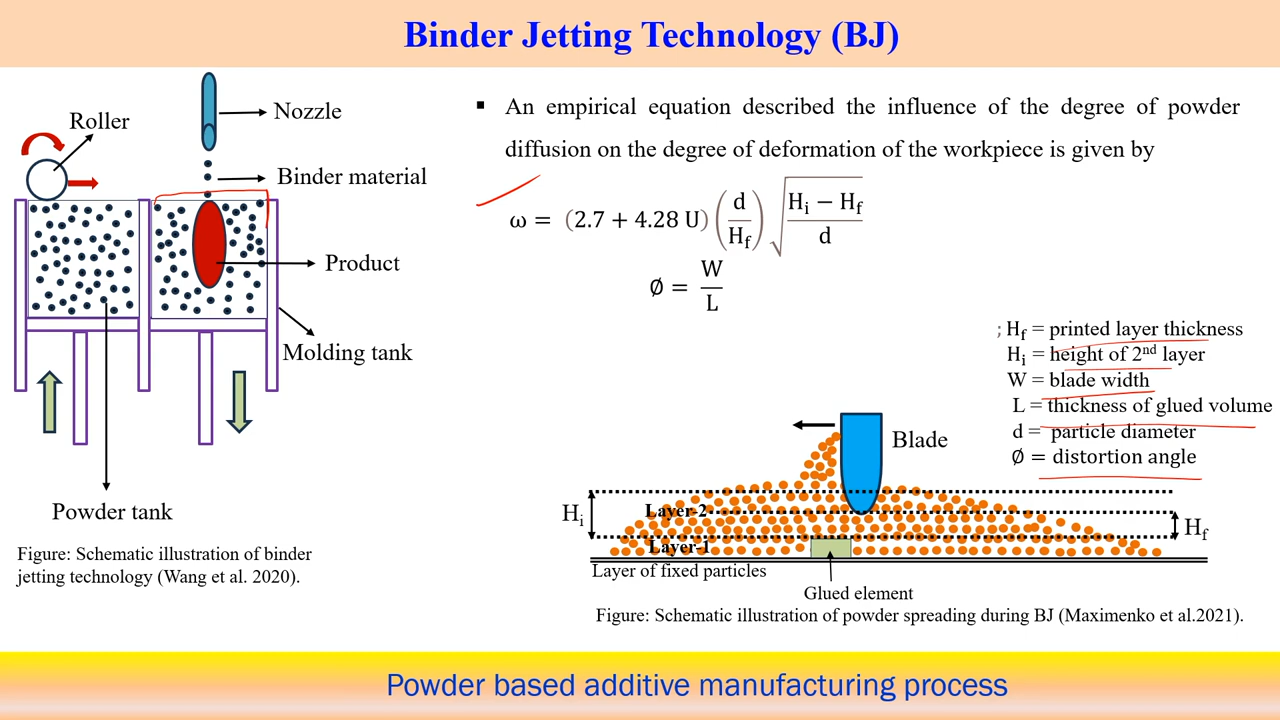 Binder Jetting Technology (BJ)
Roller
Nozzle
Binder material
Product
Molding tank
Powder tank
Figure: Schematic illustration of binder
jetting technology (Wang et al. 2020).
▪ An empirical equation described the influence of the degree of powder
diffusion on the degree of deformation of the workpiece is given by
ω = (2.7 + 4.28 U) (d/H_f) √((H_i − H_f)/d)
Ø = W/L
; H_f = printed layer thickness
H_i = height of 2nd layer
W = blade width
L = thickness of glued volume
d = particle diameter
Ø = distortion angle
Blade
H_i
Layer-2
H_f
Layer-1
Layer of fixed particles
Glued element
Figure: Schematic illustration of powder spreading during BJ (Maximenko et al.2021).
Powder based additive manufacturing process